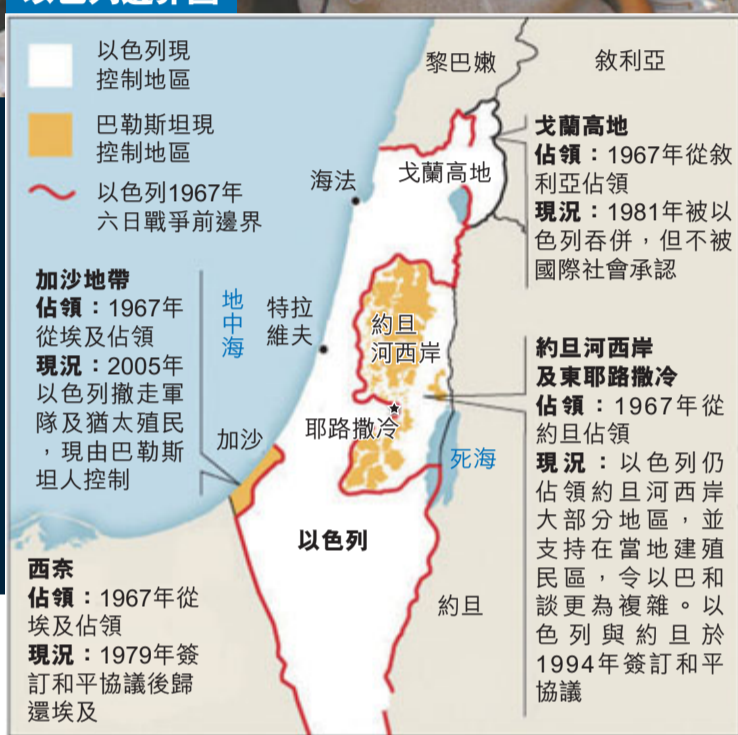 以色列現
控制地區
巴勒斯坦現
控制地區
以色列1967年
六日戰爭前邊界
黎巴嫩
敘利亞
海法
戈蘭高地
戈蘭高地
佔領：1967年從敘
利亞佔領
現況：1981年被以
色列吞併，但不被
國際社會承認
加沙地帶
佔領：1967年
從埃及佔領
現況：2005年
以色列撤走軍
隊及猶太殖民
，現由巴勒斯
坦人控制
地中海
特拉
維夫
約旦
河西岸
耶路撒冷
加沙
死海
以色列
約旦
約旦河西岸
及東耶路撒冷
佔領：1967年從
約旦佔領
現況：以色列仍
佔領約旦河西岸
大部分地區，並
支持在當地建殖
民區，令以巴和
談更為複雜。以
色列與約旦於
1994年簽訂和平
協議
西奈
佔領：1967年從
埃及佔領
現況：1979年簽
訂和平協議後歸
還埃及